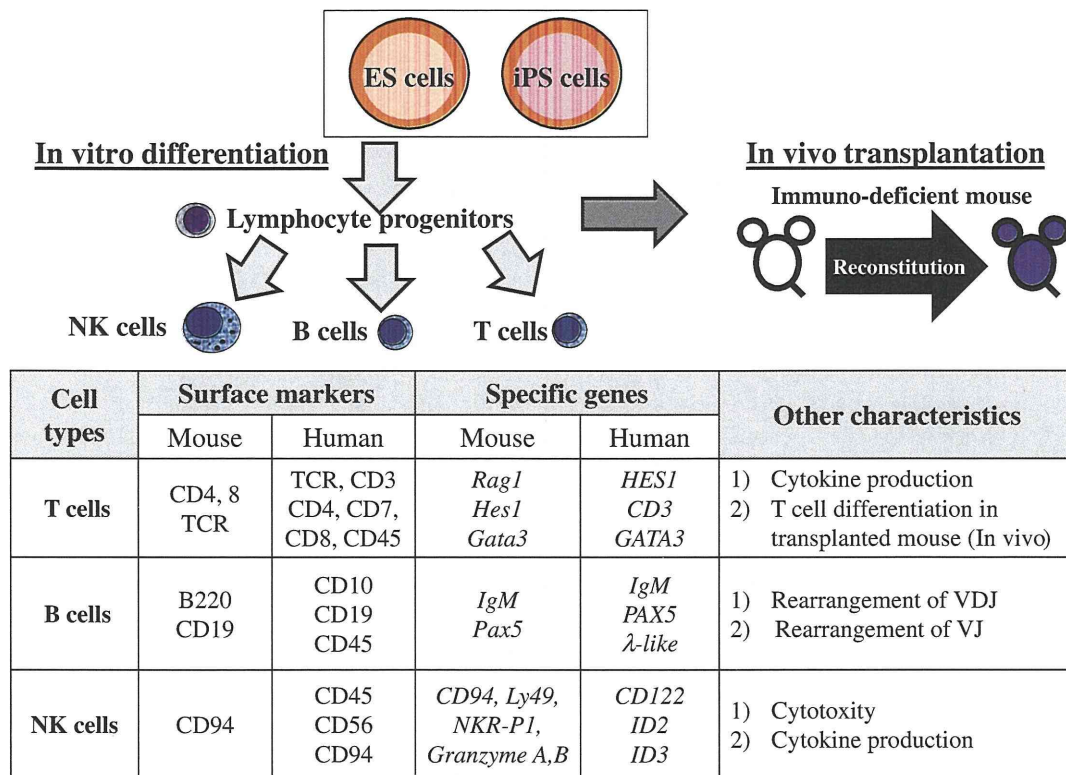 ES cells
iPS cells
In vitro differentiation
In vivo transplantation
Immuno-deficient mouse
Lymphocyte progenitors
Reconstitution
NK cells
B cells
T cells
Cell types
Surface markers
Specific genes
Other characteristics
Mouse
Human
Mouse
Human
T cells
CD4, 8
TCR
TCR, CD3
CD4, CD7,
CD8, CD45
Rag1
Hes1
Gata3
HES1
CD3
GATA3
1) Cytokine production
2) T cell differentiation in
transplanted mouse (In vivo)
B cells
B220
CD19
CD10
CD19
CD45
IgM
Pax5
IgM
PAX5
λ-like
1) Rearrangement of VDJ
2) Rearrangement of VJ
NK cells
CD94
CD45
CD56
CD94
CD94, Ly49,
NKR-P1,
Granzyme A,B
CD122
ID2
ID3
1) Cytotoxity
2) Cytokine production